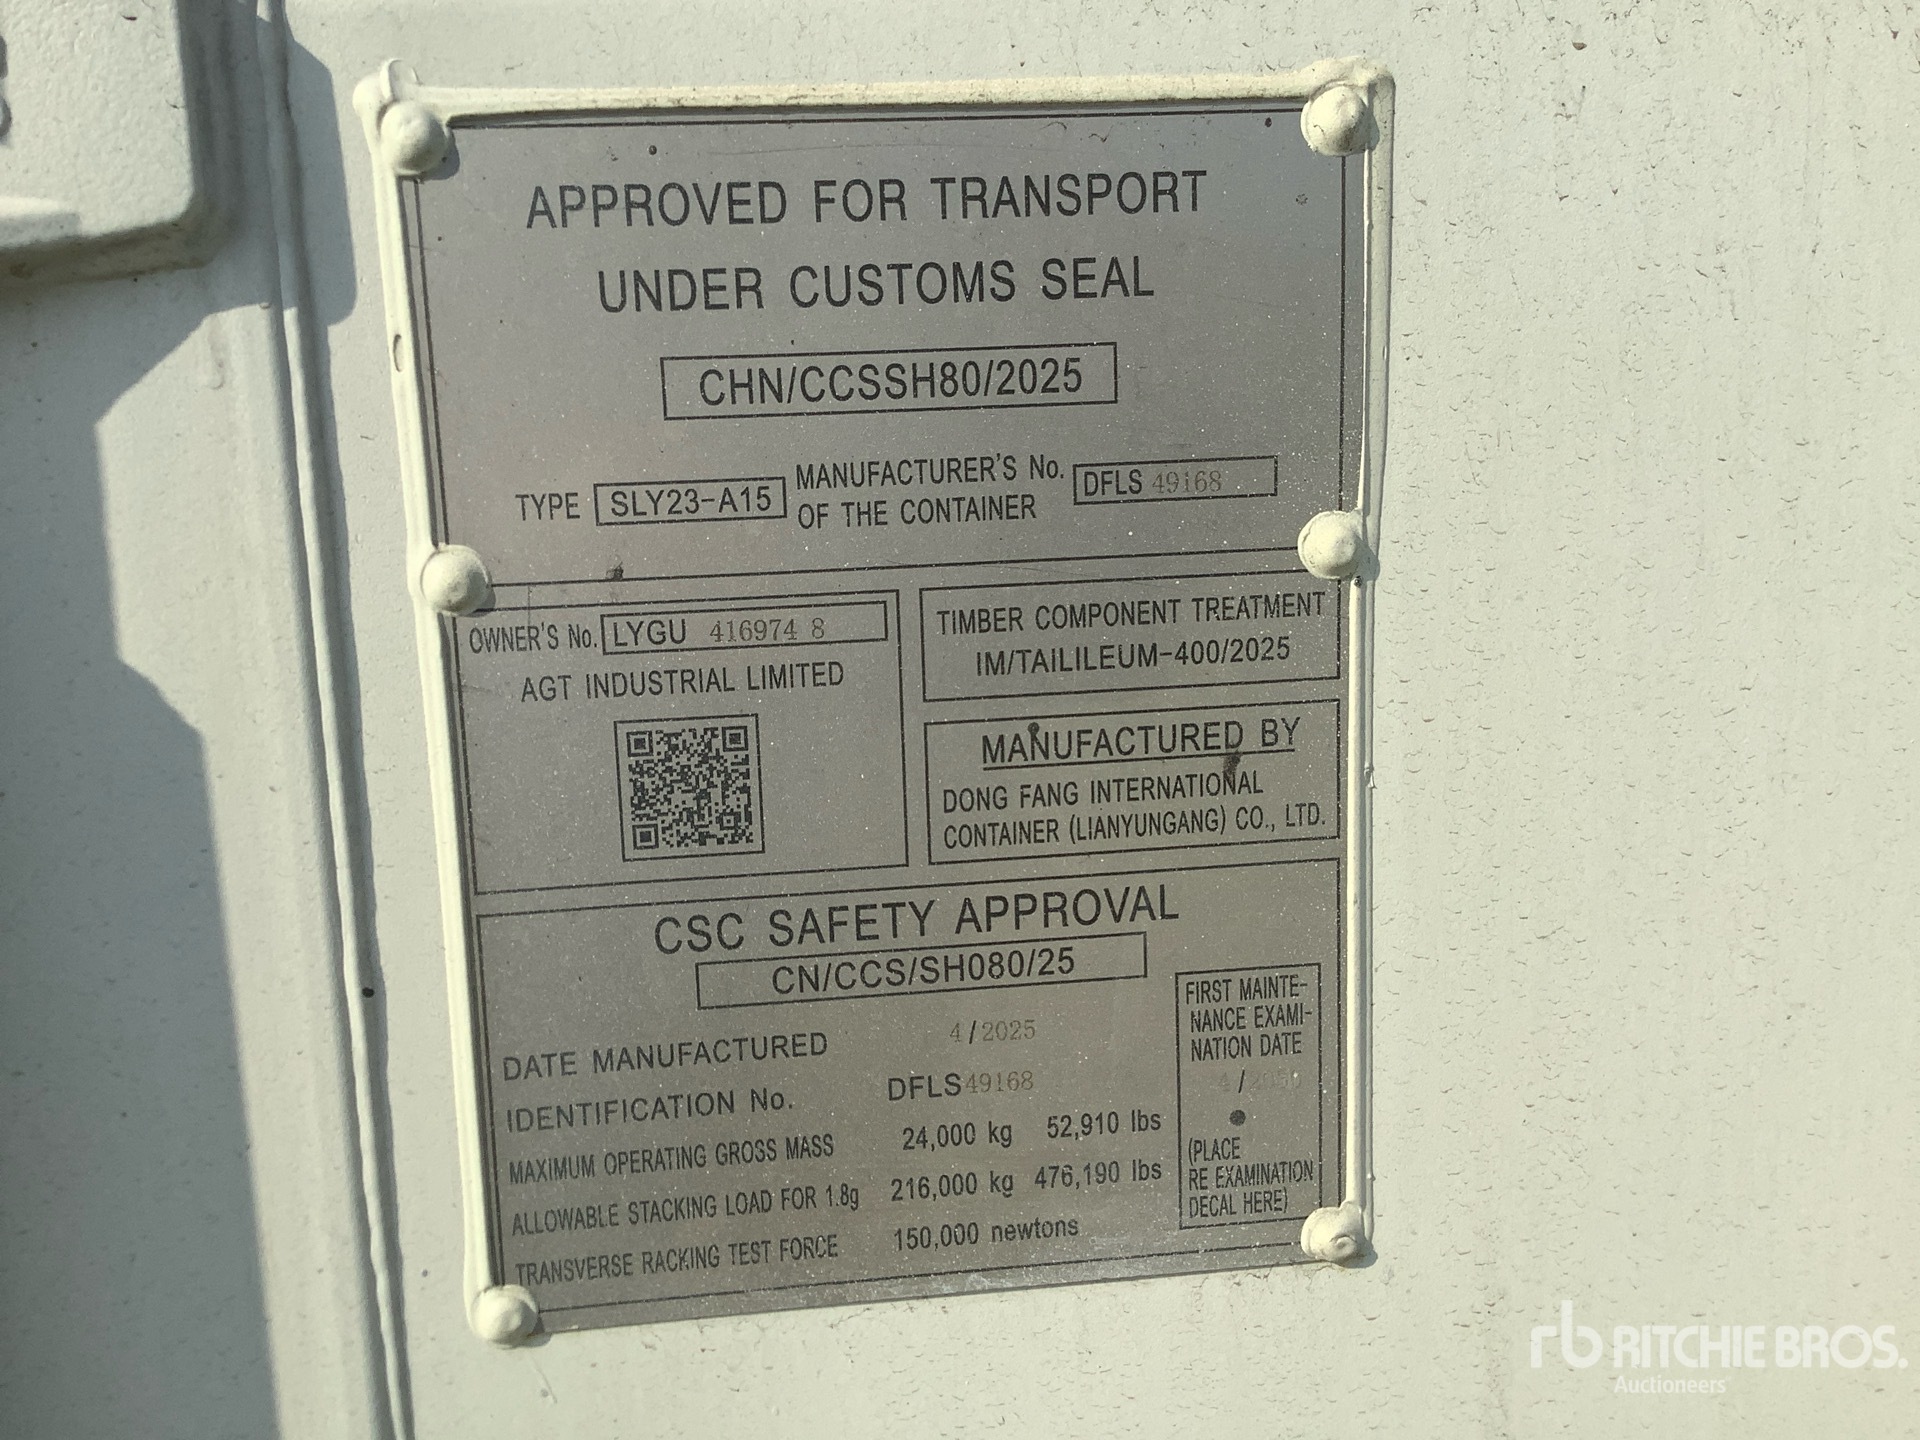 APPROVED FOR TRANSPORT
UNDER CUSTOMS SEAL
CHN/CCSSH80/2025
TYPE SLY23-A15 MANUFACTURER'S No. OF THE CONTAINER DFLS 49168
OWNER'S No. LYGU 416974 8
AGT INDUSTRIAL LIMITED
TIMBER COMPONENT TREATMENT
IM/TAILILEUM-400/2025
MANUFACTURED BY
DONG FANG INTERNATIONAL
CONTAINER (LIANYUNGANG) CO., LTD.
CSC SAFETY APPROVAL
CN/CCS/SH080/25
DATE MANUFACTURED 4/2025
IDENTIFICATION No. DFLS49168
MAXIMUM OPERATING GROSS MASS 24,000 kg 52,910 lbs
ALLOWABLE STACKING LOAD FOR 1.8g 216,000 kg 476,190 lbs
TRANSVERSE RACKING TEST FORCE 150,000 newtons
FIRST MAINTE-
NANCE EXAMI-
NATION DATE
4/
(PLACE
RE EXAMINATION
DECAL HERE)
rb RITCHIE BROS.
Auctioneers